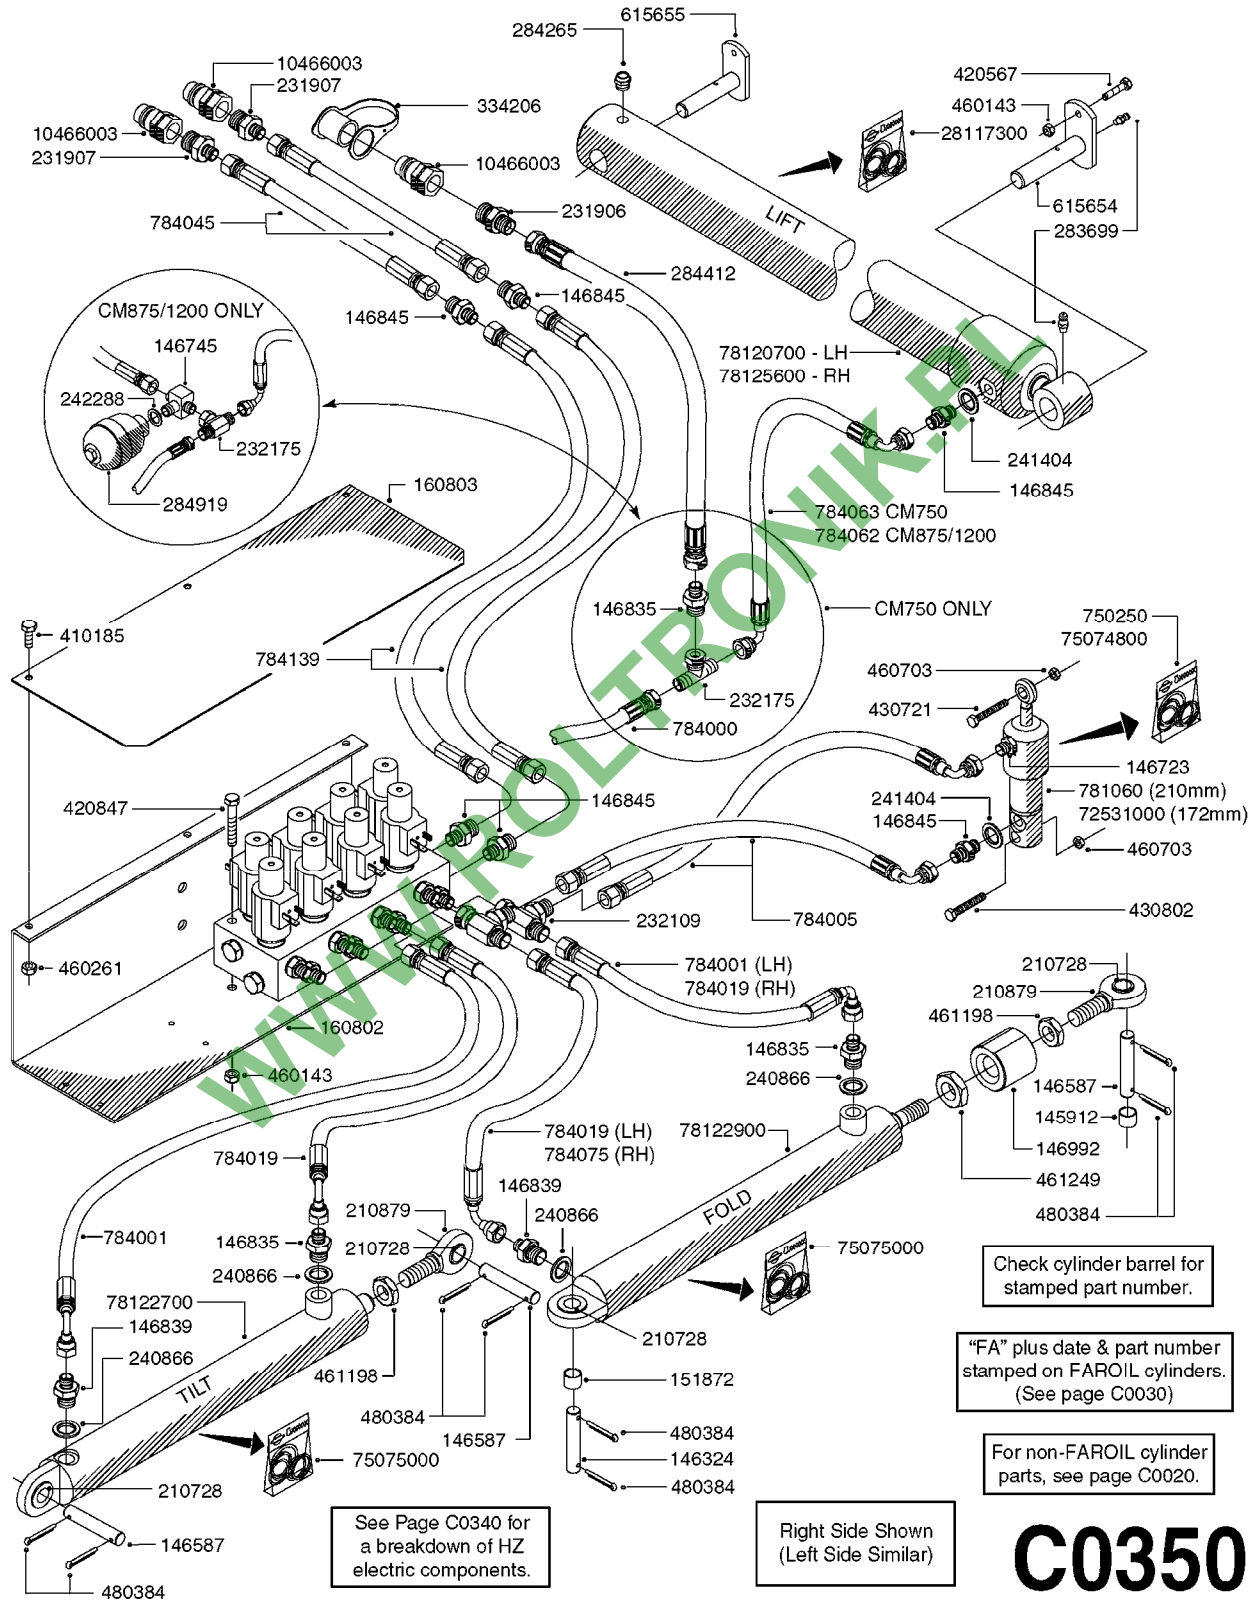 615655
284265
10466003
231907
334206
420567
460143
28117300
10466003
231907
10466003
231906
784045
LIFT
615654
283699
284412
146845
146845
CM875/1200 ONLY
146745
242288
232175
284919
78120700 - LH
78125600 - RH
241404
146845
160803
784063 CM750
784062 CM875/1200
146835
CM750 ONLY
410185
784139
232175
784000
750250
75074800
460703
430721
146723
781060 (210mm)
72531000 (172mm)
241404
146845
460703
420847
146845
430802
232109
784005
460261
784001 (LH)
784019 (RH)
210728
210879
461198
160802
146835
240866
460143
146587
145912
146992
461249
480384
784019 (LH)
784075 (RH)
78122900
784019
146839
240866
FOLD
210879
210728
784001
146835
240866
75075000
78122700
146839
240866
TILT
210728
461198
151872
480384
146587
480384
146324
480384
75075000
210728
146587
480384
Check cylinder barrel for
stamped part number.
“FA” plus date & part number
stamped on FAROIL cylinders.
(See page C0030)
For non-FAROIL cylinder
parts, see page C0020.
See Page C0340 for
a breakdown of HZ
electric components.
Right Side Shown
(Left Side Similar)
C0350
WWW.ROLTRONIK.PL